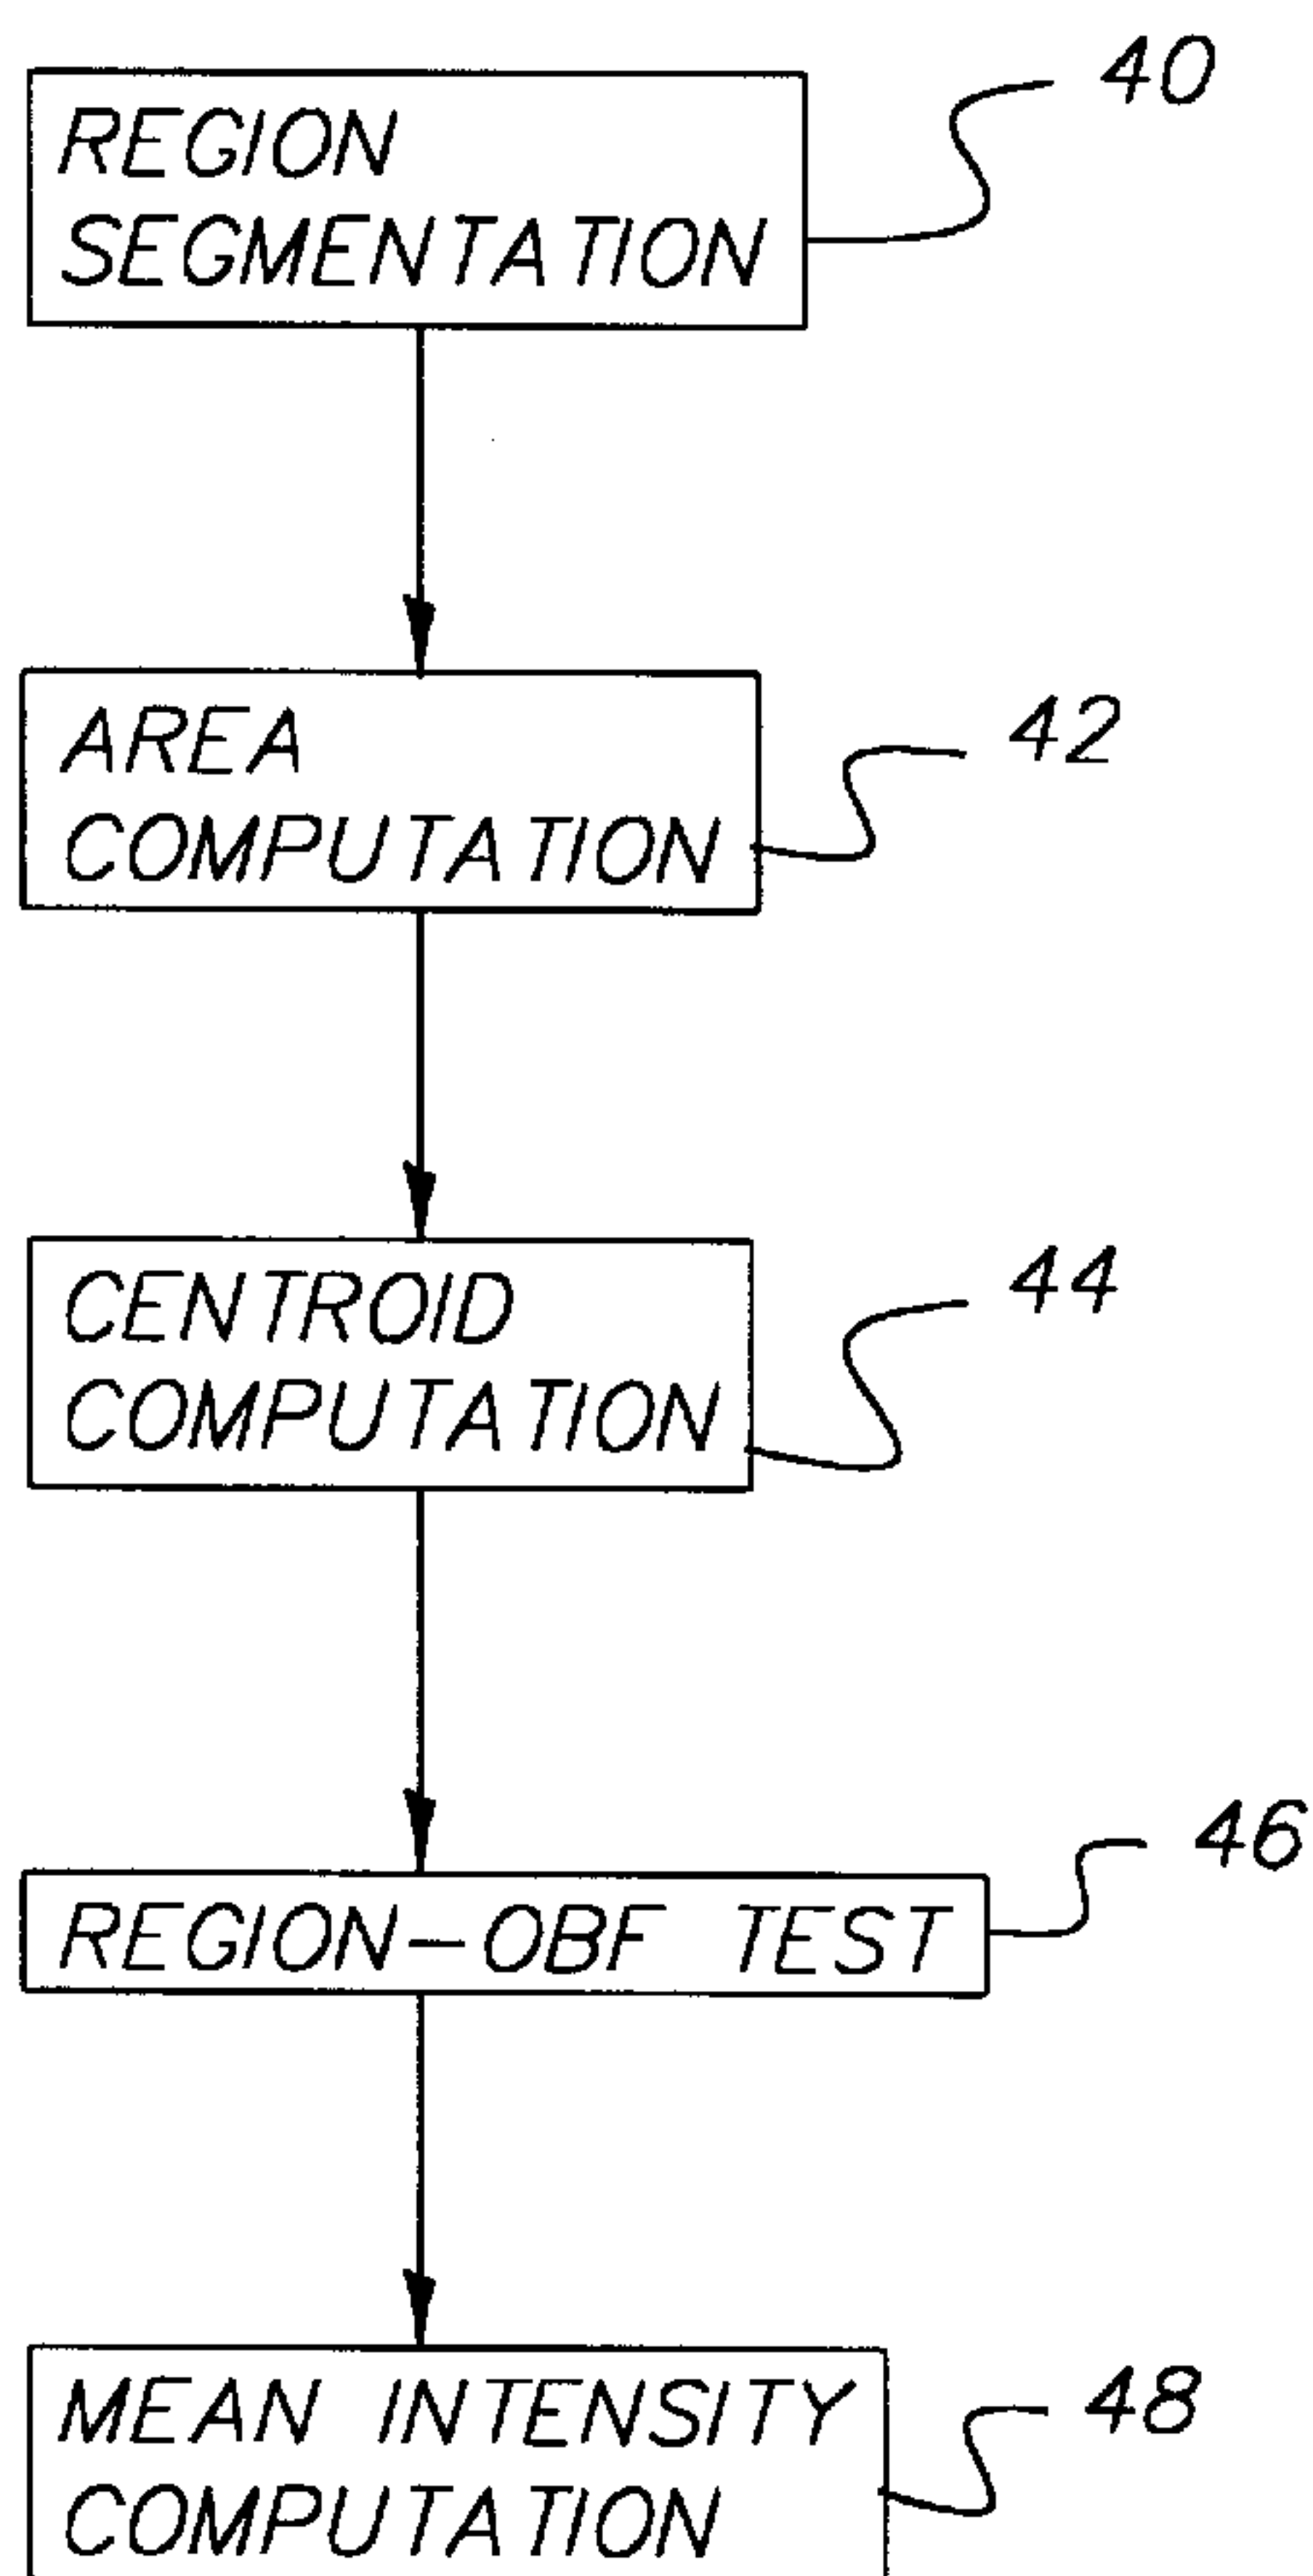 REGION
SEGMENTATION
40
AREA
COMPUTATION
42
CENTROID
COMPUTATION
44
REGION-OBF TEST
46
MEAN INTENSITY
COMPUTATION
48